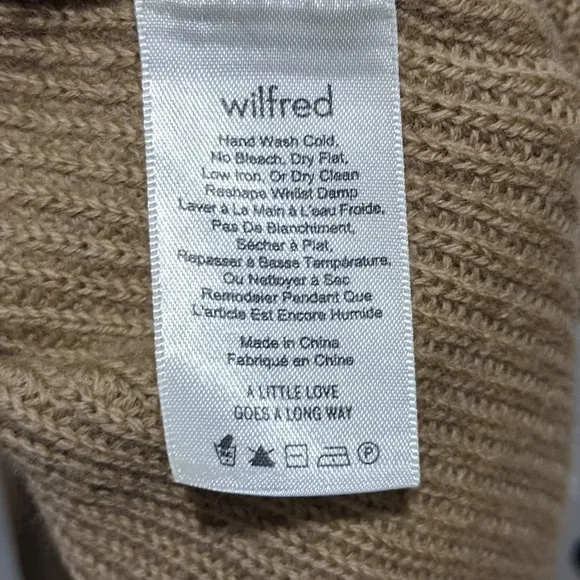 wilfred
Hand Wash Cold,
No Bleach, Dry Flat,
Low Iron, Or Dry Clean
Reshape Whilst Damp
Laver à La Main à L'eau Froide,
Pas De Blanchiment,
Sécher à Plat,
Repasser à Basse Température,
Ou Nettoyer à Sec
Remodeler Pendant Que
L'article Est Encore Humide
Made in China
Fabriqué en Chine
A LITTLE LOVE
GOES A LONG WAY
P